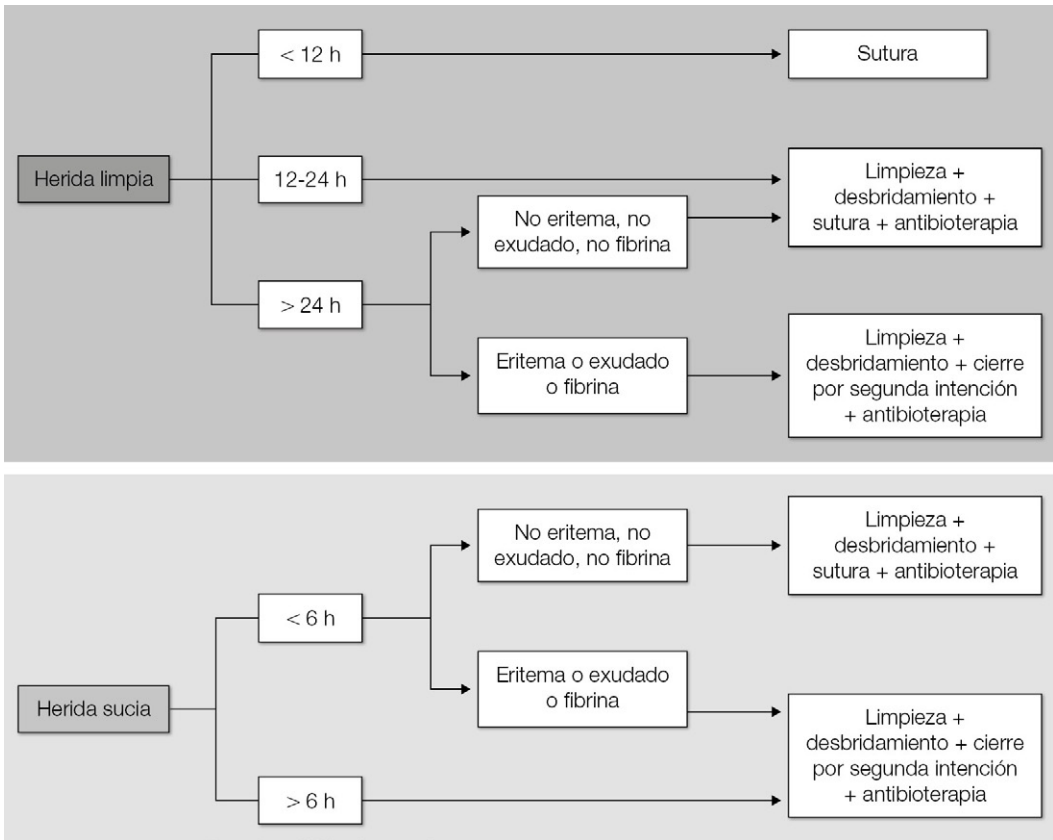 < 12 h
Sutura
Herida limpia
12-24 h
Limpieza +
desbridamiento +
sutura + antibioterapia
No eritema, no
exudado, no fibrina
> 24 h
Eritema o exudado
o fibrina
Limpieza +
desbridamiento + cierre
por segunda intención
+ antibioterapia
Herida sucia
< 6 h
No eritema, no
exudado, no fibrina
Limpieza +
desbridamiento +
sutura + antibioterapia
Eritema o exudado
o fibrina
> 6 h
Limpieza +
desbridamiento + cierre
por segunda intención
+ antibioterapia